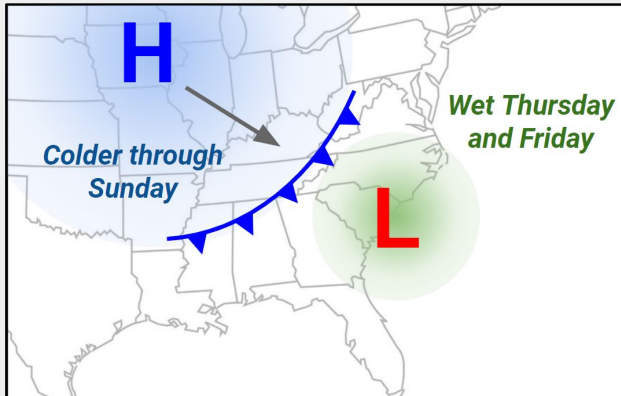 H
Wet Thursday
and Friday
Colder through
Sunday
L